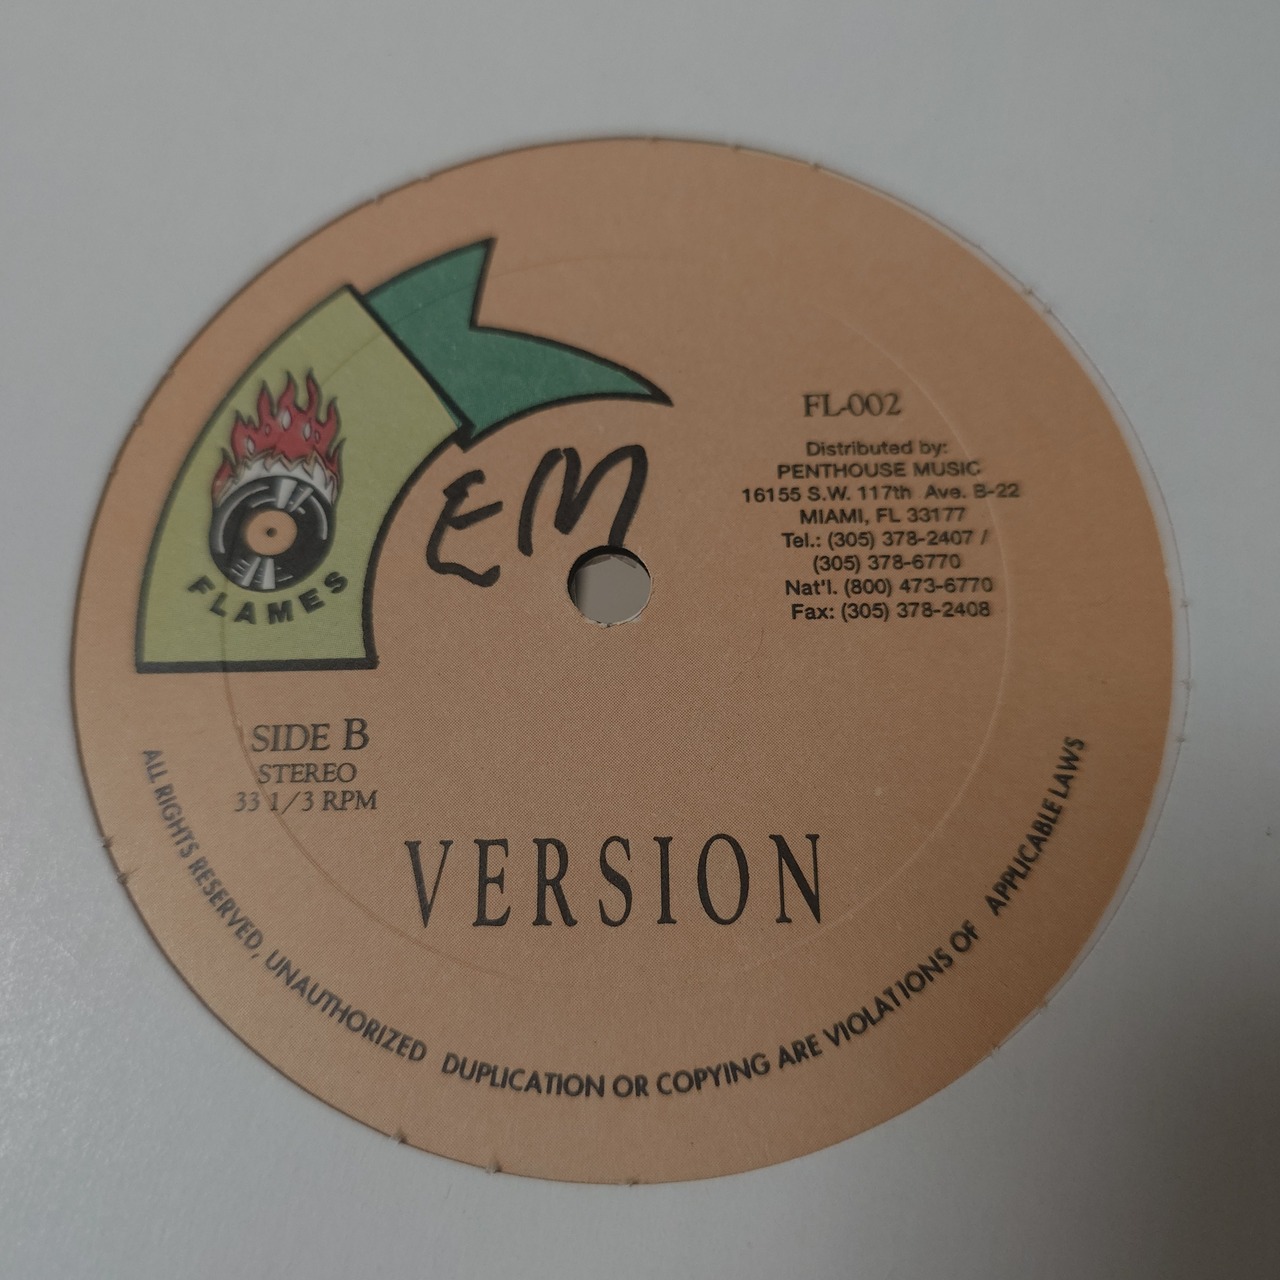 FLAMES
EM
FL-002
Distributed by:
PENTHOUSE MUSIC
16155 S.W. 117th Ave. B-22
MIAMI, FL 33177
Tel.: (305) 378-2407 /
(305) 378-6770
Nat'l. (800) 473-6770
Fax: (305) 378-2408
SIDE B
STEREO
33 1/3 RPM
VERSION
ALL RIGHTS RESERVED, UNAUTHORIZED DUPLICATION OR COPYING ARE VIOLATIONS OF APPLICABLE LAWS